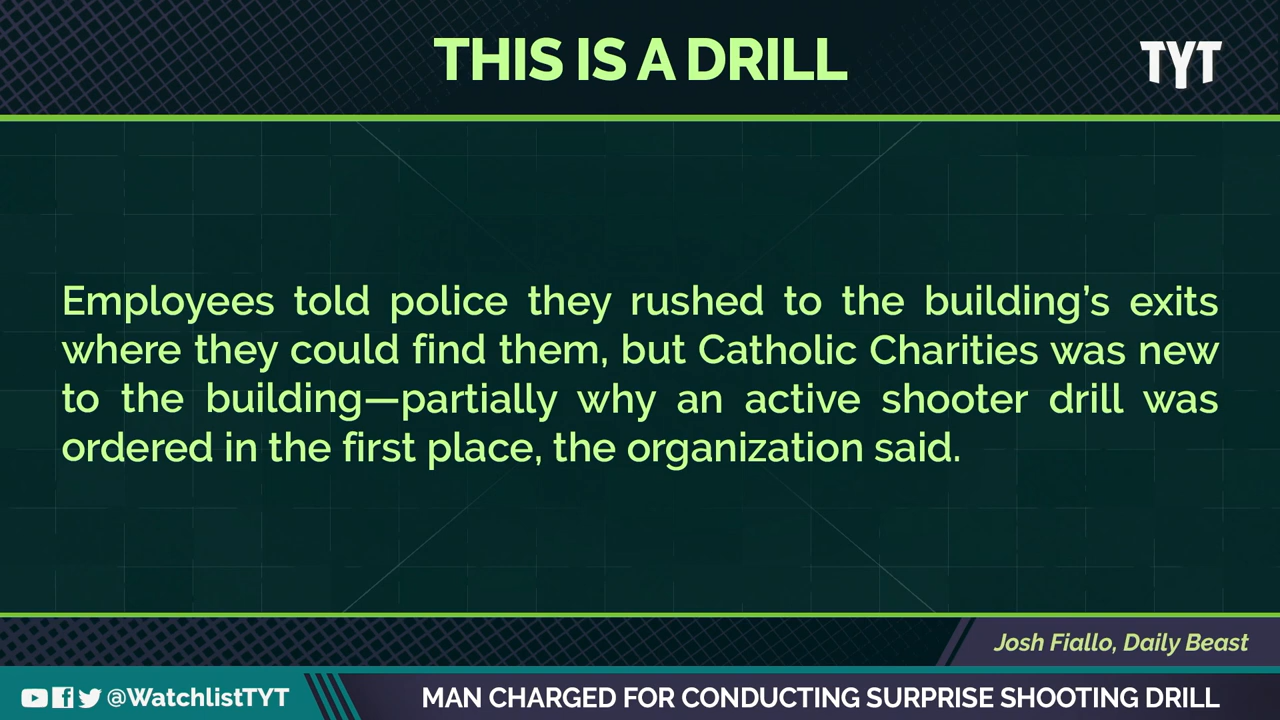 THIS IS A DRILL
TYT
Employees told police they rushed to the building’s exits
where they could find them, but Catholic Charities was new
to the building—partially why an active shooter drill was
ordered in the first place, the organization said.
Josh Fiallo, Daily Beast
@WatchlistTYT
MAN CHARGED FOR CONDUCTING SURPRISE SHOOTING DRILL